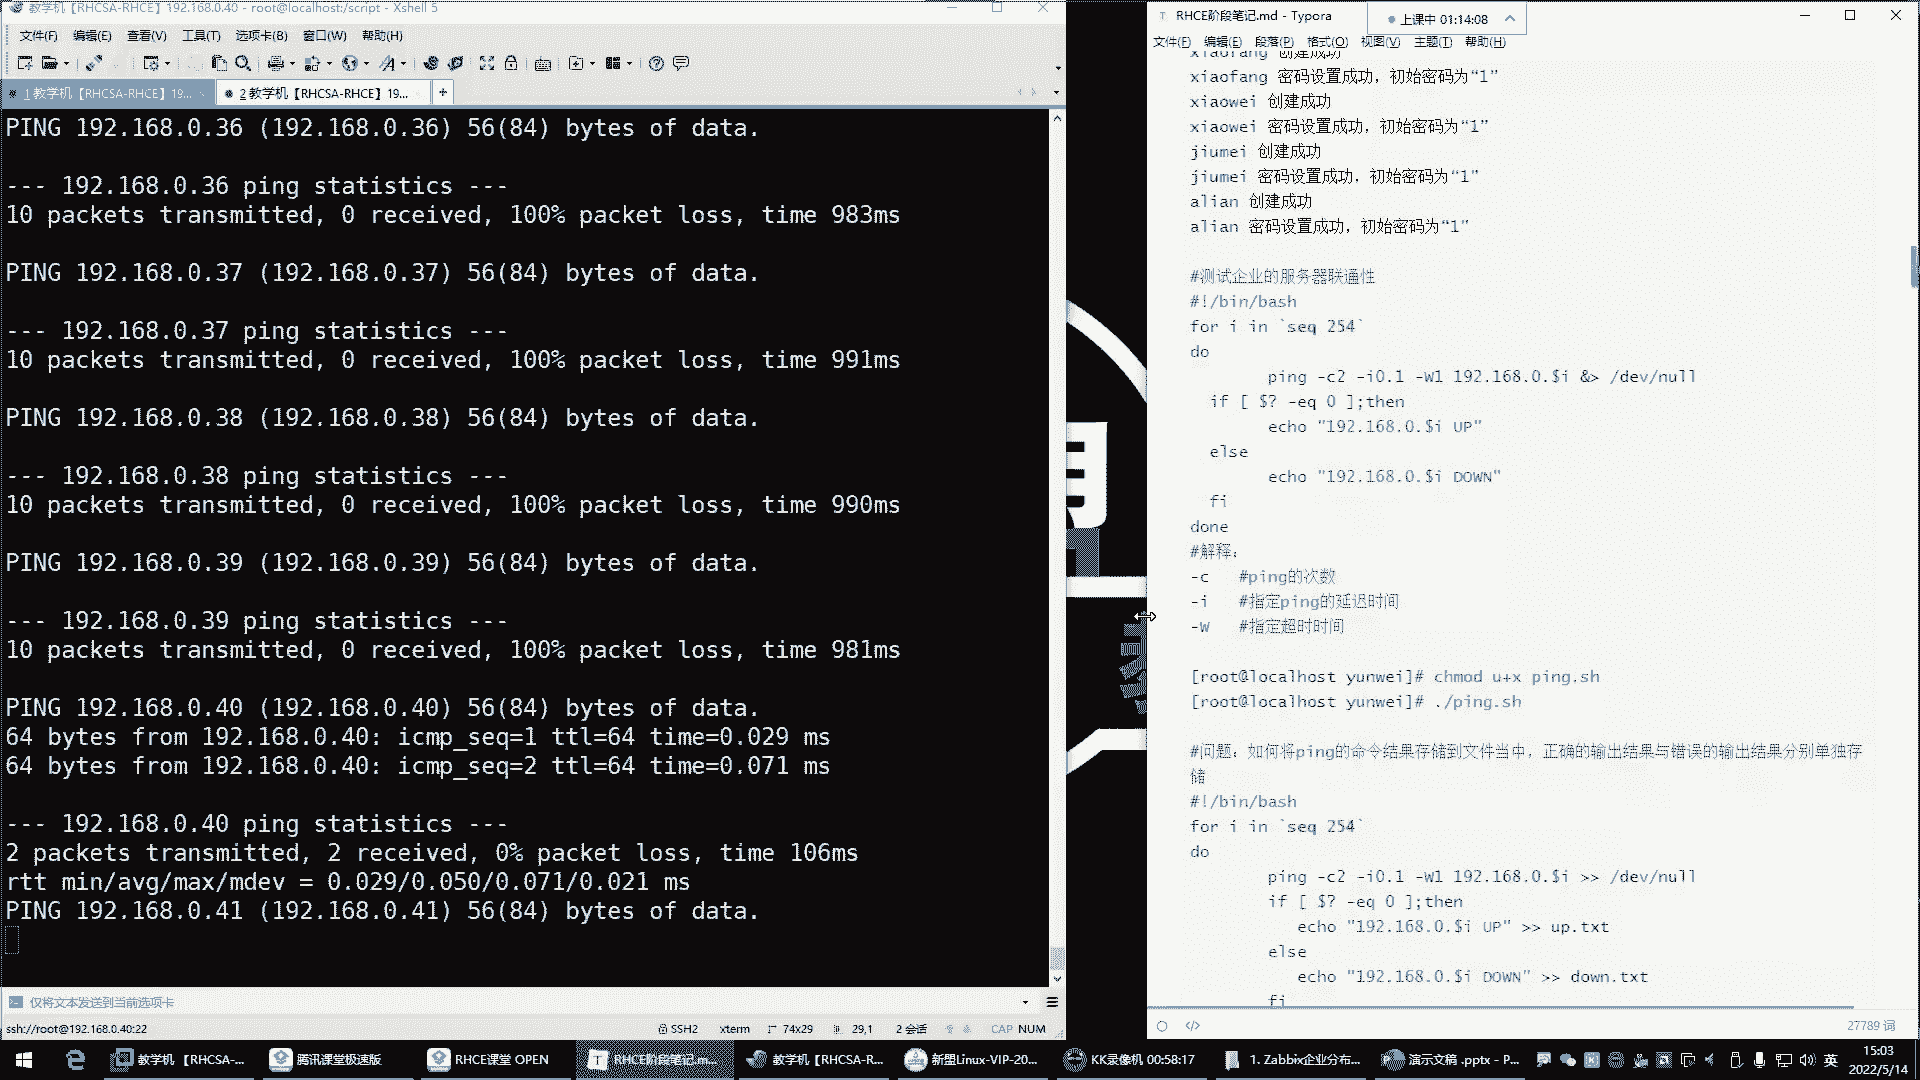 教学机【RHCSA-RHCE】192.168.0.40 - root@localhost:/script - Xshell 5
文件(F) 编辑(E) 查看(V) 工具(T) 选项卡(B) 窗口(W) 帮助(H)
1 教学机【RHCSA-RHCE】19...
2 教学机【RHCSA-RHCE】19...
PING 192.168.0.36 (192.168.0.36) 56(84) bytes of data.
--- 192.168.0.36 ping statistics ---
10 packets transmitted, 0 received, 100% packet loss, time 983ms
PING 192.168.0.37 (192.168.0.37) 56(84) bytes of data.
--- 192.168.0.37 ping statistics ---
10 packets transmitted, 0 received, 100% packet loss, time 991ms
PING 192.168.0.38 (192.168.0.38) 56(84) bytes of data.
--- 192.168.0.38 ping statistics ---
10 packets transmitted, 0 received, 100% packet loss, time 990ms
PING 192.168.0.39 (192.168.0.39) 56(84) bytes of data.
--- 192.168.0.39 ping statistics ---
10 packets transmitted, 0 received, 100% packet loss, time 981ms
PING 192.168.0.40 (192.168.0.40) 56(84) bytes of data.
64 bytes from 192.168.0.40: icmp_seq=1 ttl=64 time=0.029 ms
64 bytes from 192.168.0.40: icmp_seq=2 ttl=64 time=0.071 ms
--- 192.168.0.40 ping statistics ---
2 packets transmitted, 2 received, 0% packet loss, time 106ms
rtt min/avg/max/mdev = 0.029/0.050/0.071/0.021 ms
PING 192.168.0.41 (192.168.0.41) 56(84) bytes of data.
仅将文本发送到当前选项卡
ssh://root@192.168.0.40:22 SSH2 xterm 74x29 29,1 2 会话 CAP NUM
RHCE阶段笔记.md - Typora
上课中 01:14:08
文件(F) 编辑(E) 段落(P) 格式(O) 视图(V) 主题(T) 帮助(H)
xiaofang 创建成功
xiaofang 密码设置成功，初始密码为“1”
xiaowei 创建成功
xiaowei 密码设置成功，初始密码为“1”
jiumei 创建成功
jiumei 密码设置成功，初始密码为“1”
alian 创建成功
alian 密码设置成功，初始密码为“1”
#测试企业的服务器联通性
#!/bin/bash
for i in `seq 254`
do
ping -c2 -i0.1 -W1 192.168.0.$i &> /dev/null
if [ $? -eq 0 ];then
echo "192.168.0.$i UP"
else
echo "192.168.0.$i DOWN"
fi
done
#解释：
-c #ping的次数
-i #指定ping的延迟时间
-w #指定超时时间
[root@localhost yunwei]# chmod u+x ping.sh
[root@localhost yunwei]# ./ping.sh
#问题：如何将ping的命令结果存储到文件当中，正确的输出结果与错误的输出结果分别单独存
储
#!/bin/bash
for i in `seq 254`
do
ping -c2 -i0.1 -W1 192.168.0.$i >> /dev/null
if [ $? -eq 0 ];then
echo "192.168.0.$i UP" >> up.txt
else
echo "192.168.0.$i DOWN" >> down.txt
fi
27789 词
教学机 【RHCSA-...
腾讯课堂极速版
RHCE课堂 OPEN
RHCE阶段笔记.m...
教学机【RHCSA-R...
新盟Linux-VIP-20...
KK录像机 00:58:17
1. Zabbix企业分布...
演示文稿 .pptx - P...
英
15:03
2022/5/14